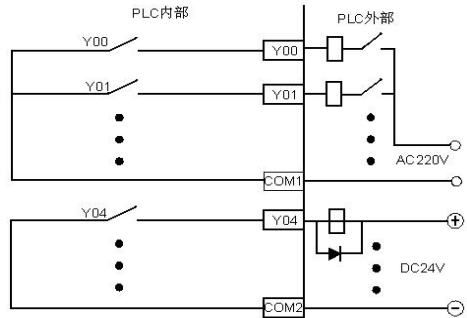 PLC内部
PLC外部
Y00
Y00
Y01
Y01
AC220V
COM1
Y04
Y04
DC24V
COM2